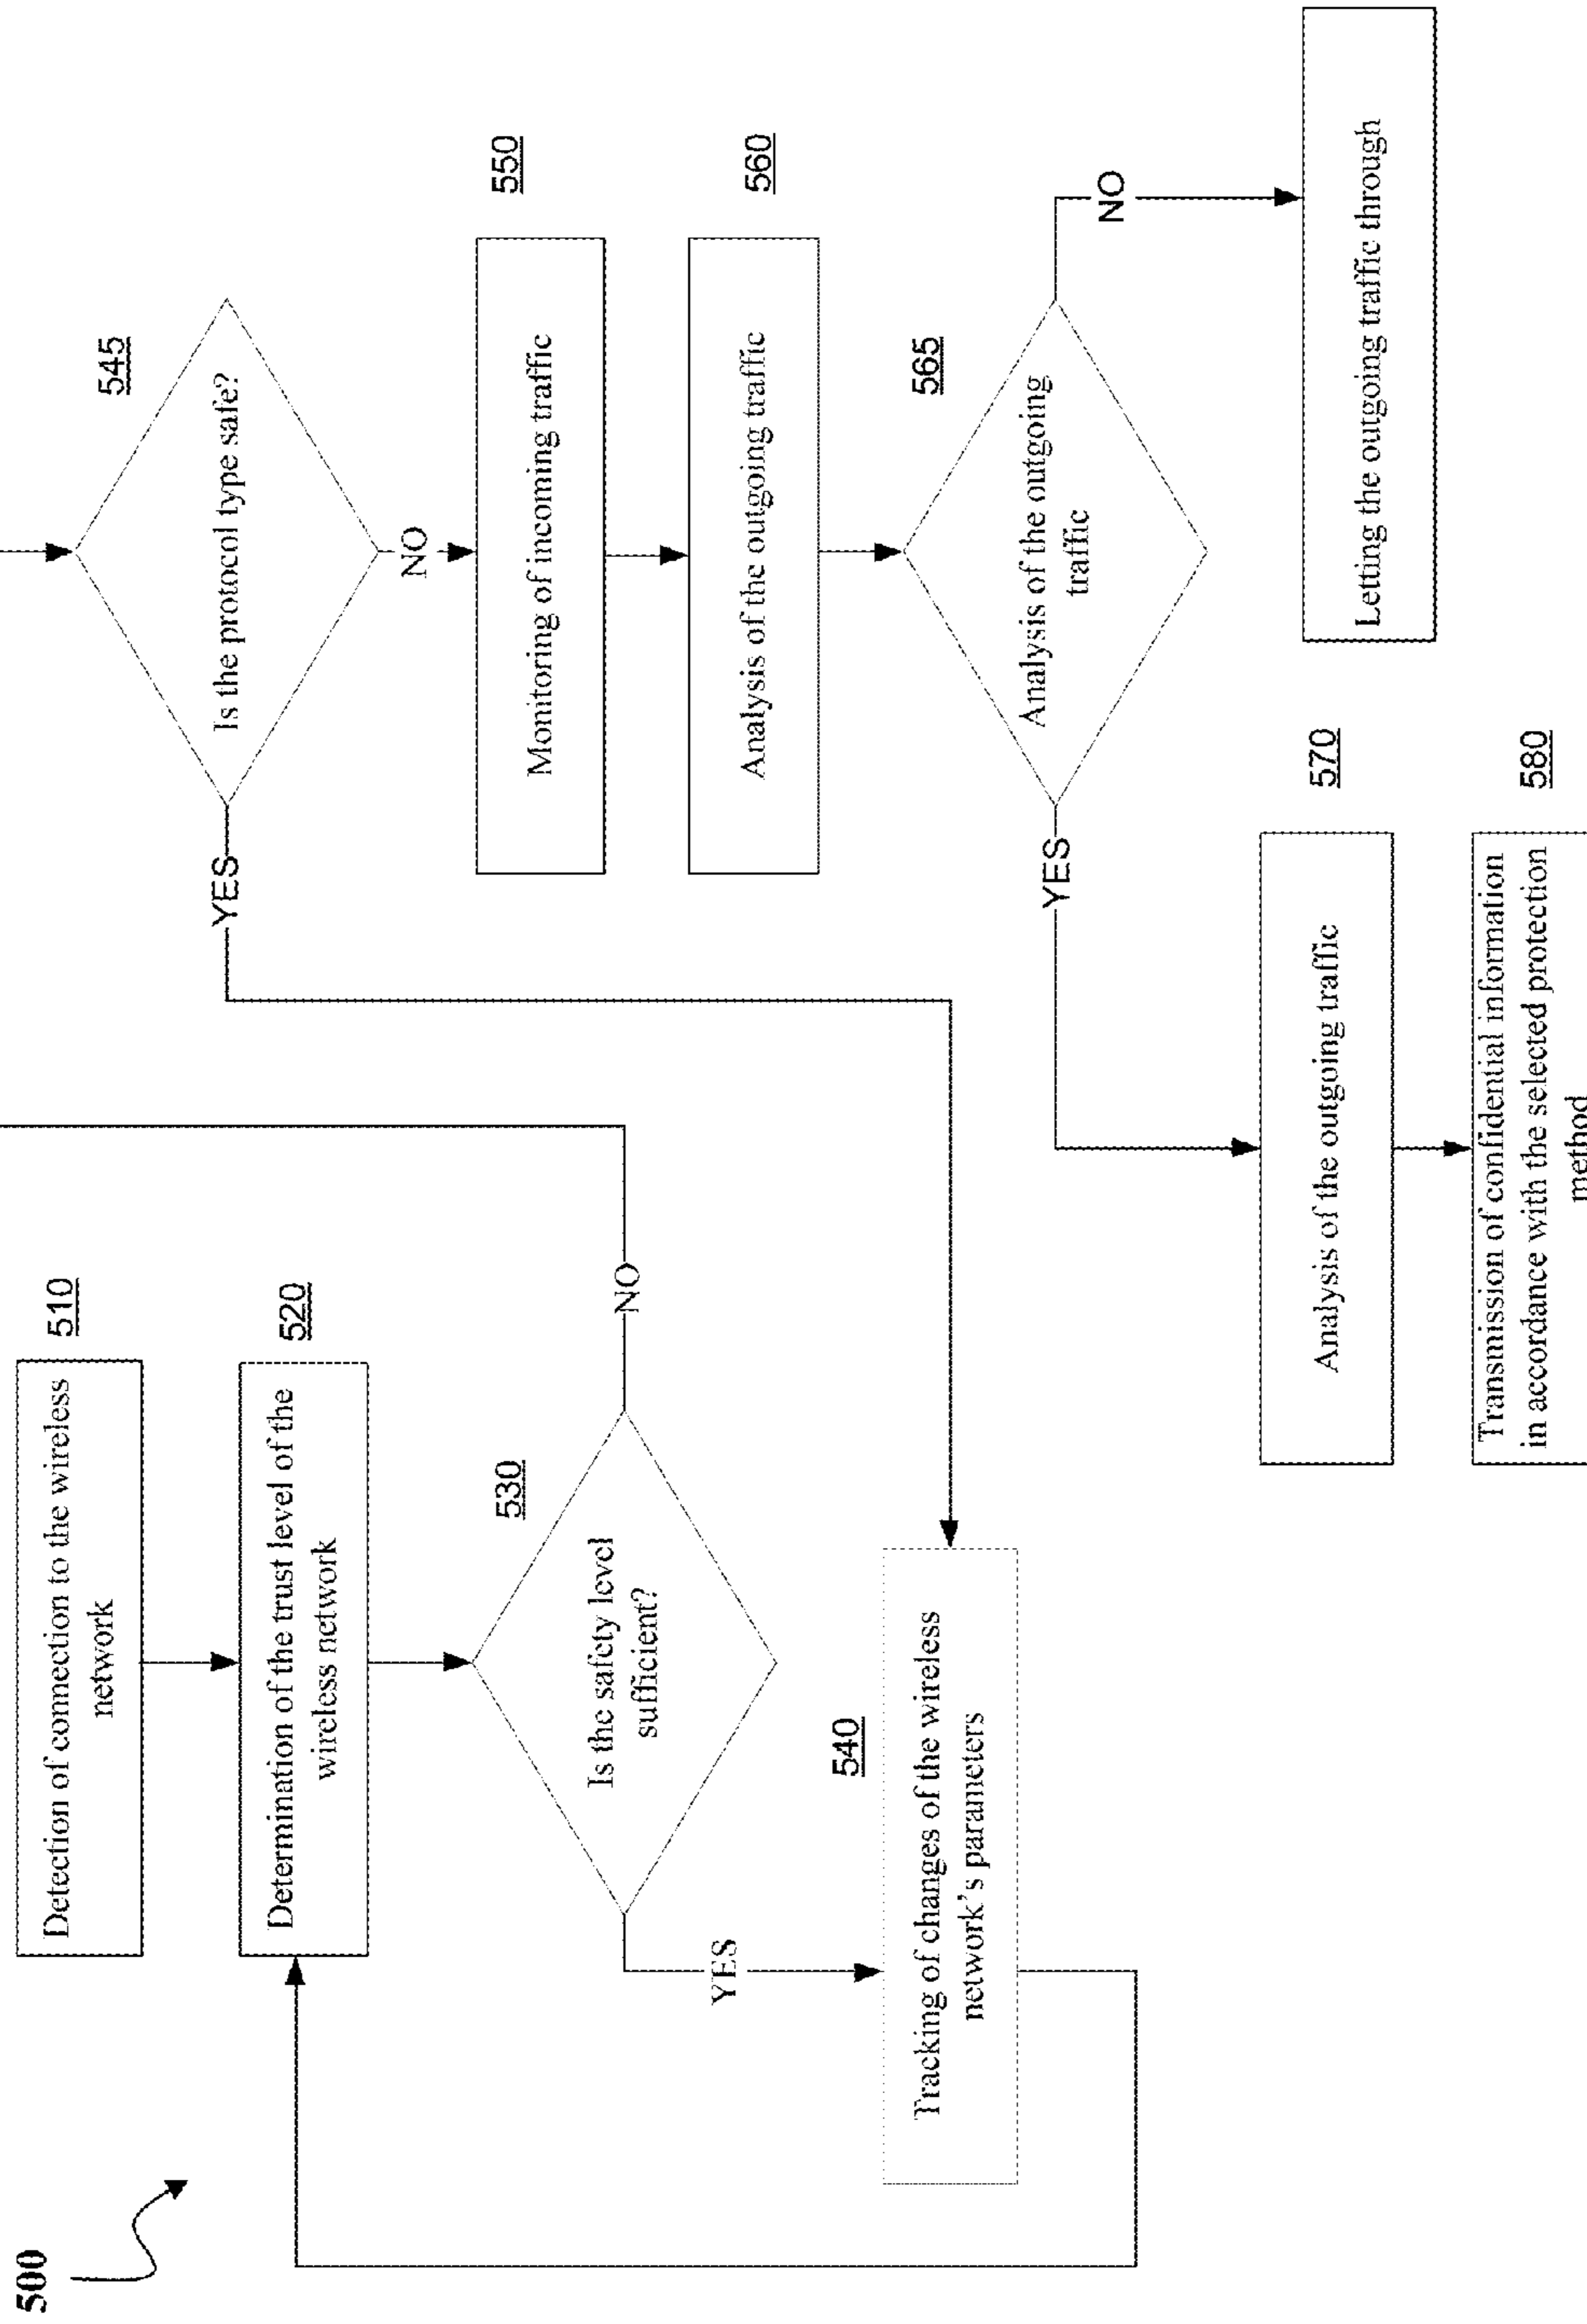 500
Detection of connection to the wireless
network
510
Determination of the trust level of the
wireless network
520
Is the safety level
sufficient?
530
NO
YES
Tracking of changes of the wireless
network's parameters
540
Is the protocol type safe?
545
YES
NO
Monitoring of incoming traffic
550
Analysis of the outgoing traffic
560
Analysis of the outgoing
traffic
565
YES
NO
Analysis of the outgoing traffic
570
Transmission of confidential information
in accordance with the selected protection
method
580
Letting the outgoing traffic through